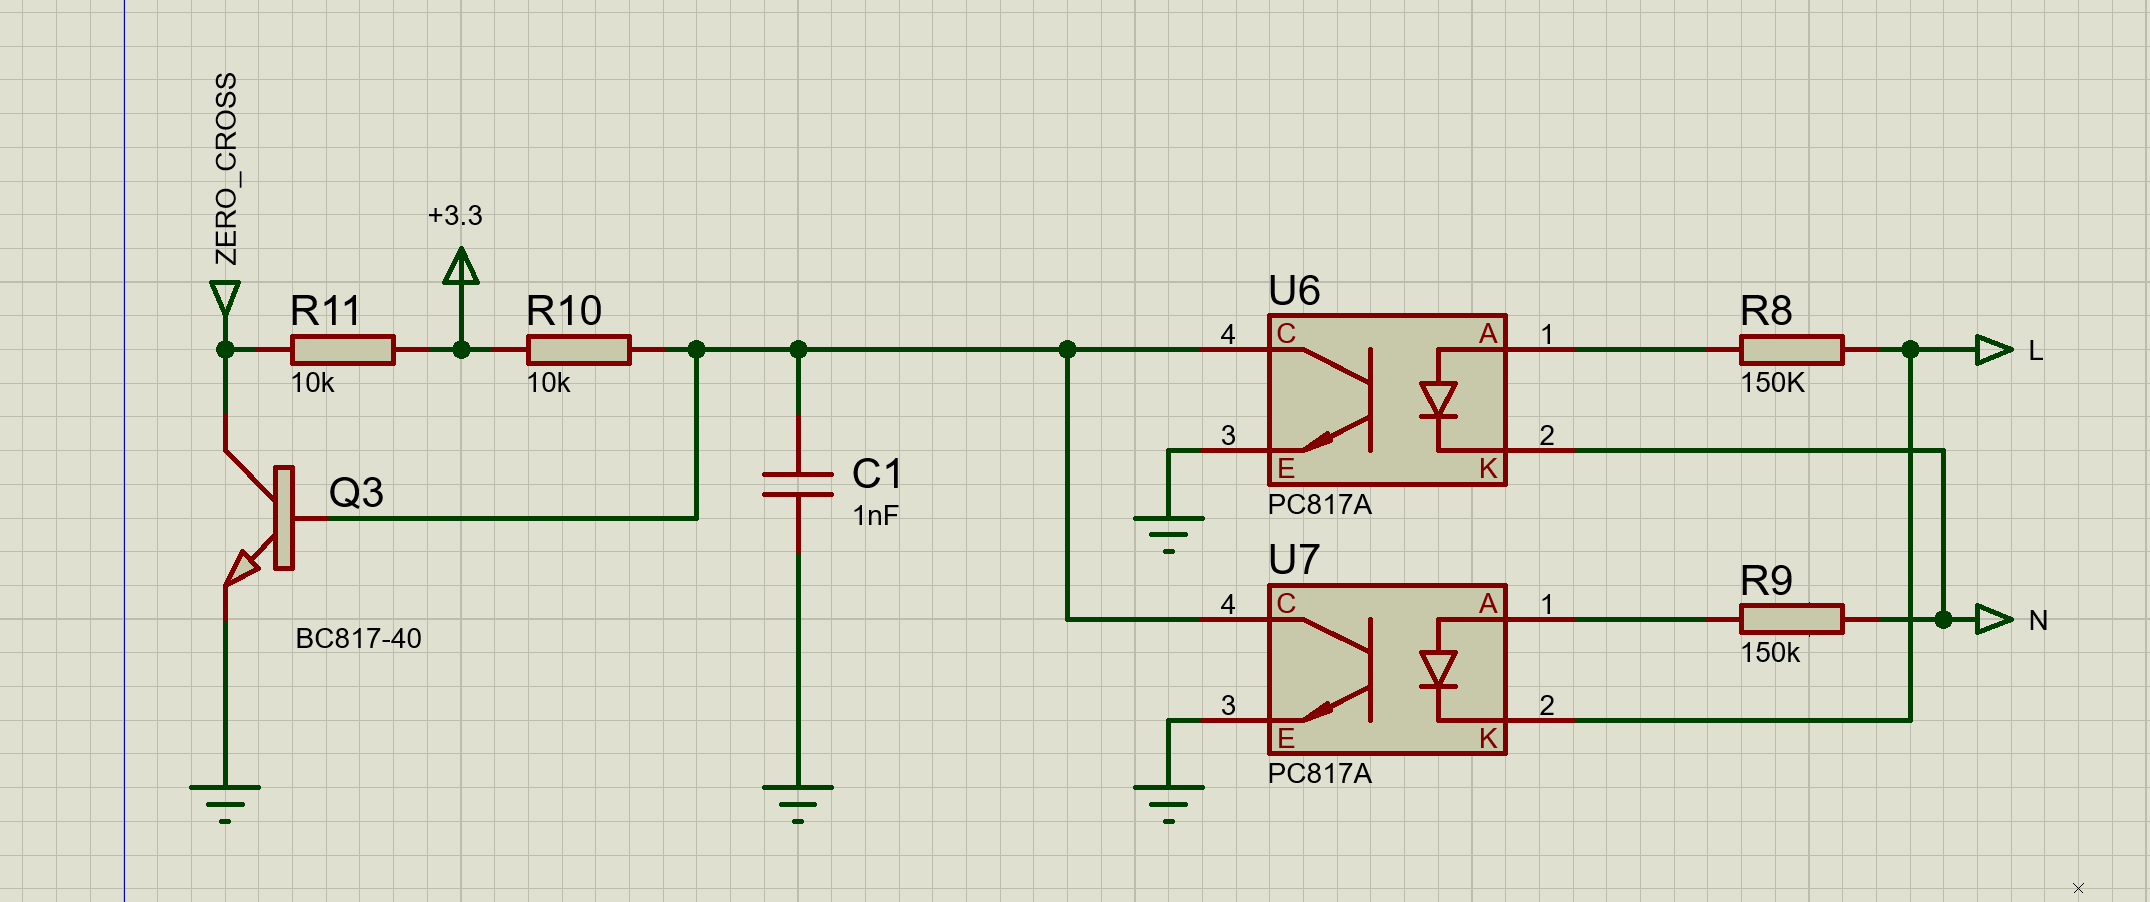 ZERO_CROSS
+3.3
R11
10k
R10
10k
Q3
BC817-40
C1
1nF
U6
4
C
A
1
3
E
K
2
PC817A
R8
150K
L
U7
4
C
A
1
3
E
K
2
PC817A
R9
150k
N